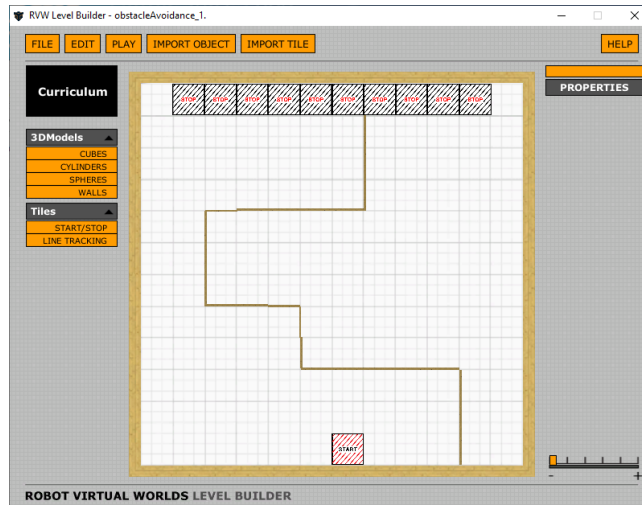 RVW Level Builder - obstacleAvoidance_1.
FILE EDIT PLAY IMPORT OBJECT IMPORT TILE HELP
Curriculum
PROPERTIES
3DModels
CUBES
CYLINDERS
SPHERES
WALLS
Tiles
START/STOP
LINE TRACKING
STOP STOP STOP STOP STOP STOP STOP STOP STOP STOP
START
- +
ROBOT VIRTUAL WORLDS LEVEL BUILDER